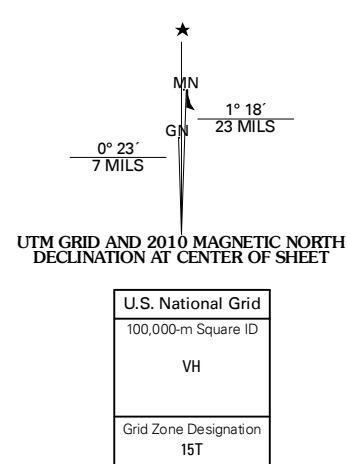 MN
1° 18´
23 MILS
GN
0° 23´
7 MILS
UTM GRID AND 2010 MAGNETIC NORTH
DECLINATION AT CENTER OF SHEET
U.S. National Grid
100,000-m Square ID
VH
Grid Zone Designation
15T